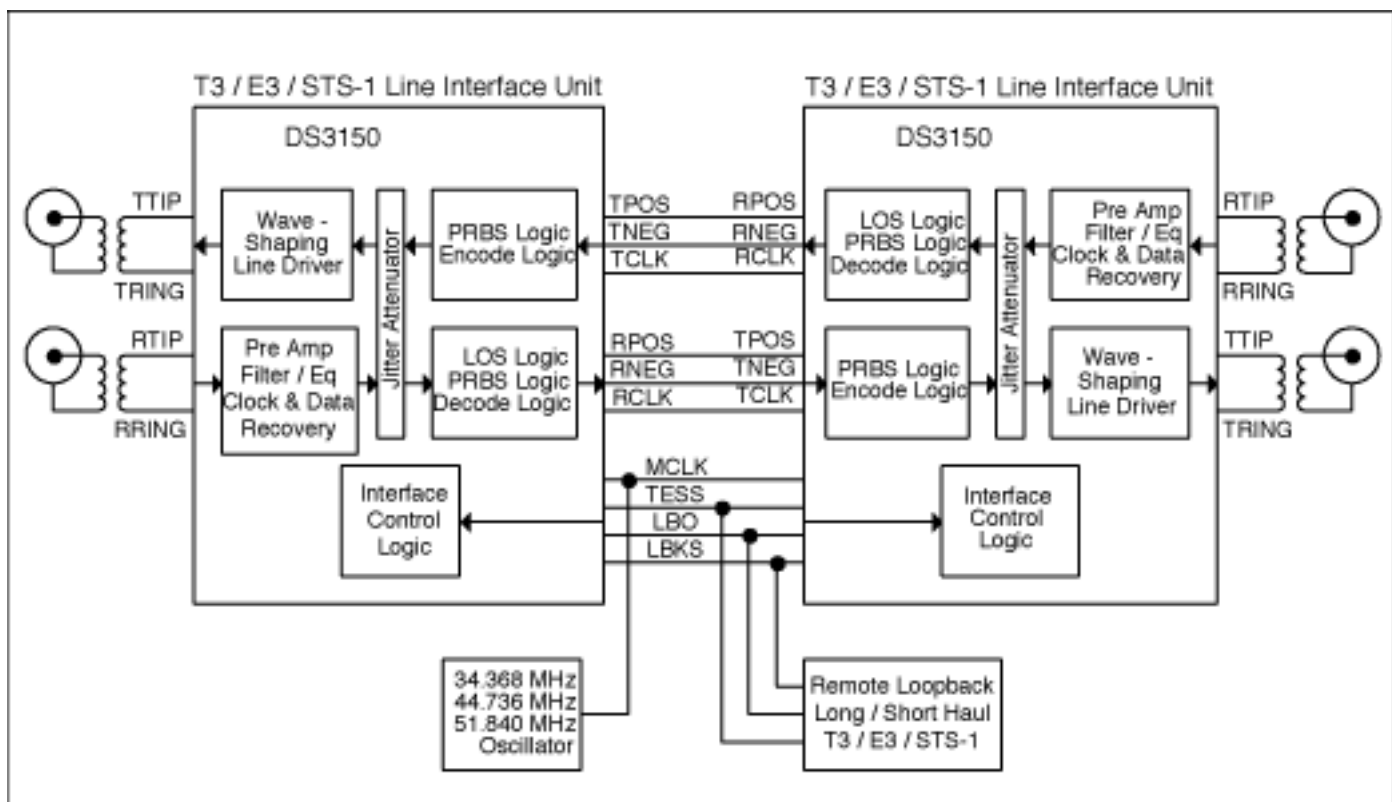 T3 / E3 / STS-1 Line Interface Unit
T3 / E3 / STS-1 Line Interface Unit
DS3150
DS3150
TTIP
Wave -
Shaping
Line Driver
TRING
Jitter Attenuator
PRBS Logic
Encode Logic
TPOS
TNEG
TCLK
RPOS
RNEG
RCLK
LOS Logic
PRBS Logic
Decode Logic
Jitter Attenuator
Pre Amp
Filter / Eq
Clock & Data
Recovery
RTIP
RRING
RTIP
Pre Amp
Filter / Eq
Clock & Data
Recovery
RRING
LOS Logic
PRBS Logic
Decode Logic
RPOS
RNEG
RCLK
TPOS
TNEG
TCLK
PRBS Logic
Encode Logic
Wave -
Shaping
Line Driver
TTIP
TRING
Interface
Control
Logic
MCLK
TESS
LBO
LBKS
Interface
Control
Logic
34.368 MHz
44.736 MHz
51.840 MHz
Oscillator
Remote Loopback
Long / Short Haul
T3 / E3 / STS-1